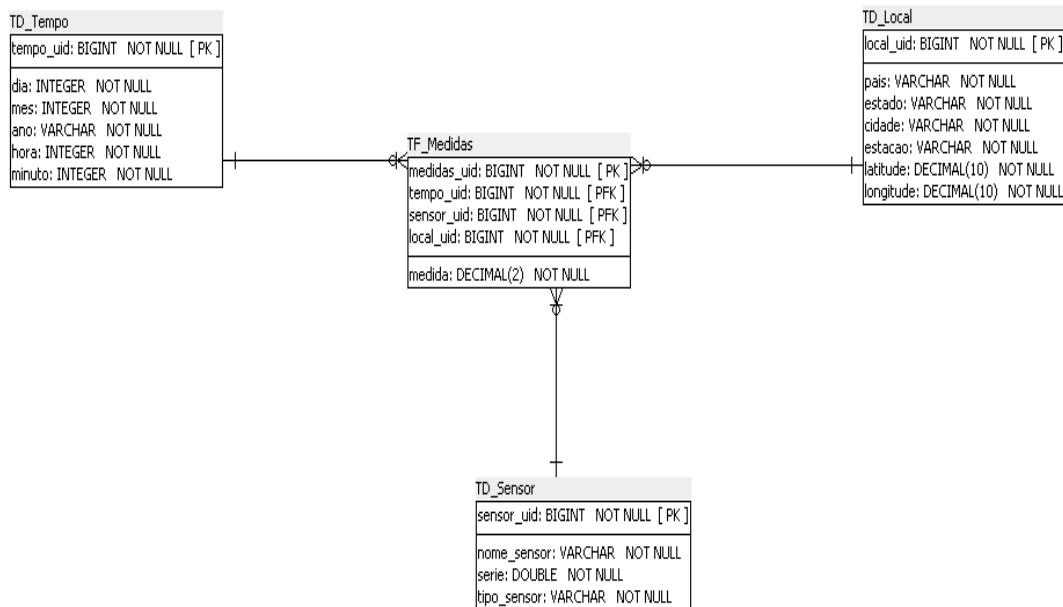 TD_Tempo
tempo_uid: BIGINT NOT NULL [ PK ]
dia: INTEGER NOT NULL
mes: INTEGER NOT NULL
ano: VARCHAR NOT NULL
hora: INTEGER NOT NULL
minuto: INTEGER NOT NULL
TD_Local
local_uid: BIGINT NOT NULL [ PK ]
pais: VARCHAR NOT NULL
estado: VARCHAR NOT NULL
cidade: VARCHAR NOT NULL
estacao: VARCHAR NOT NULL
latitude: DECIMAL(10) NOT NULL
longitude: DECIMAL(10) NOT NULL
TF_Medidas
medidas_uid: BIGINT NOT NULL [ PK ]
tempo_uid: BIGINT NOT NULL [ PFK ]
sensor_uid: BIGINT NOT NULL [ PFK ]
local_uid: BIGINT NOT NULL [ PFK ]
medida: DECIMAL(2) NOT NULL
TD_Sensor
sensor_uid: BIGINT NOT NULL [ PK ]
nome_sensor: VARCHAR NOT NULL
serie: DOUBLE NOT NULL
tipo_sensor: VARCHAR NOT NULL